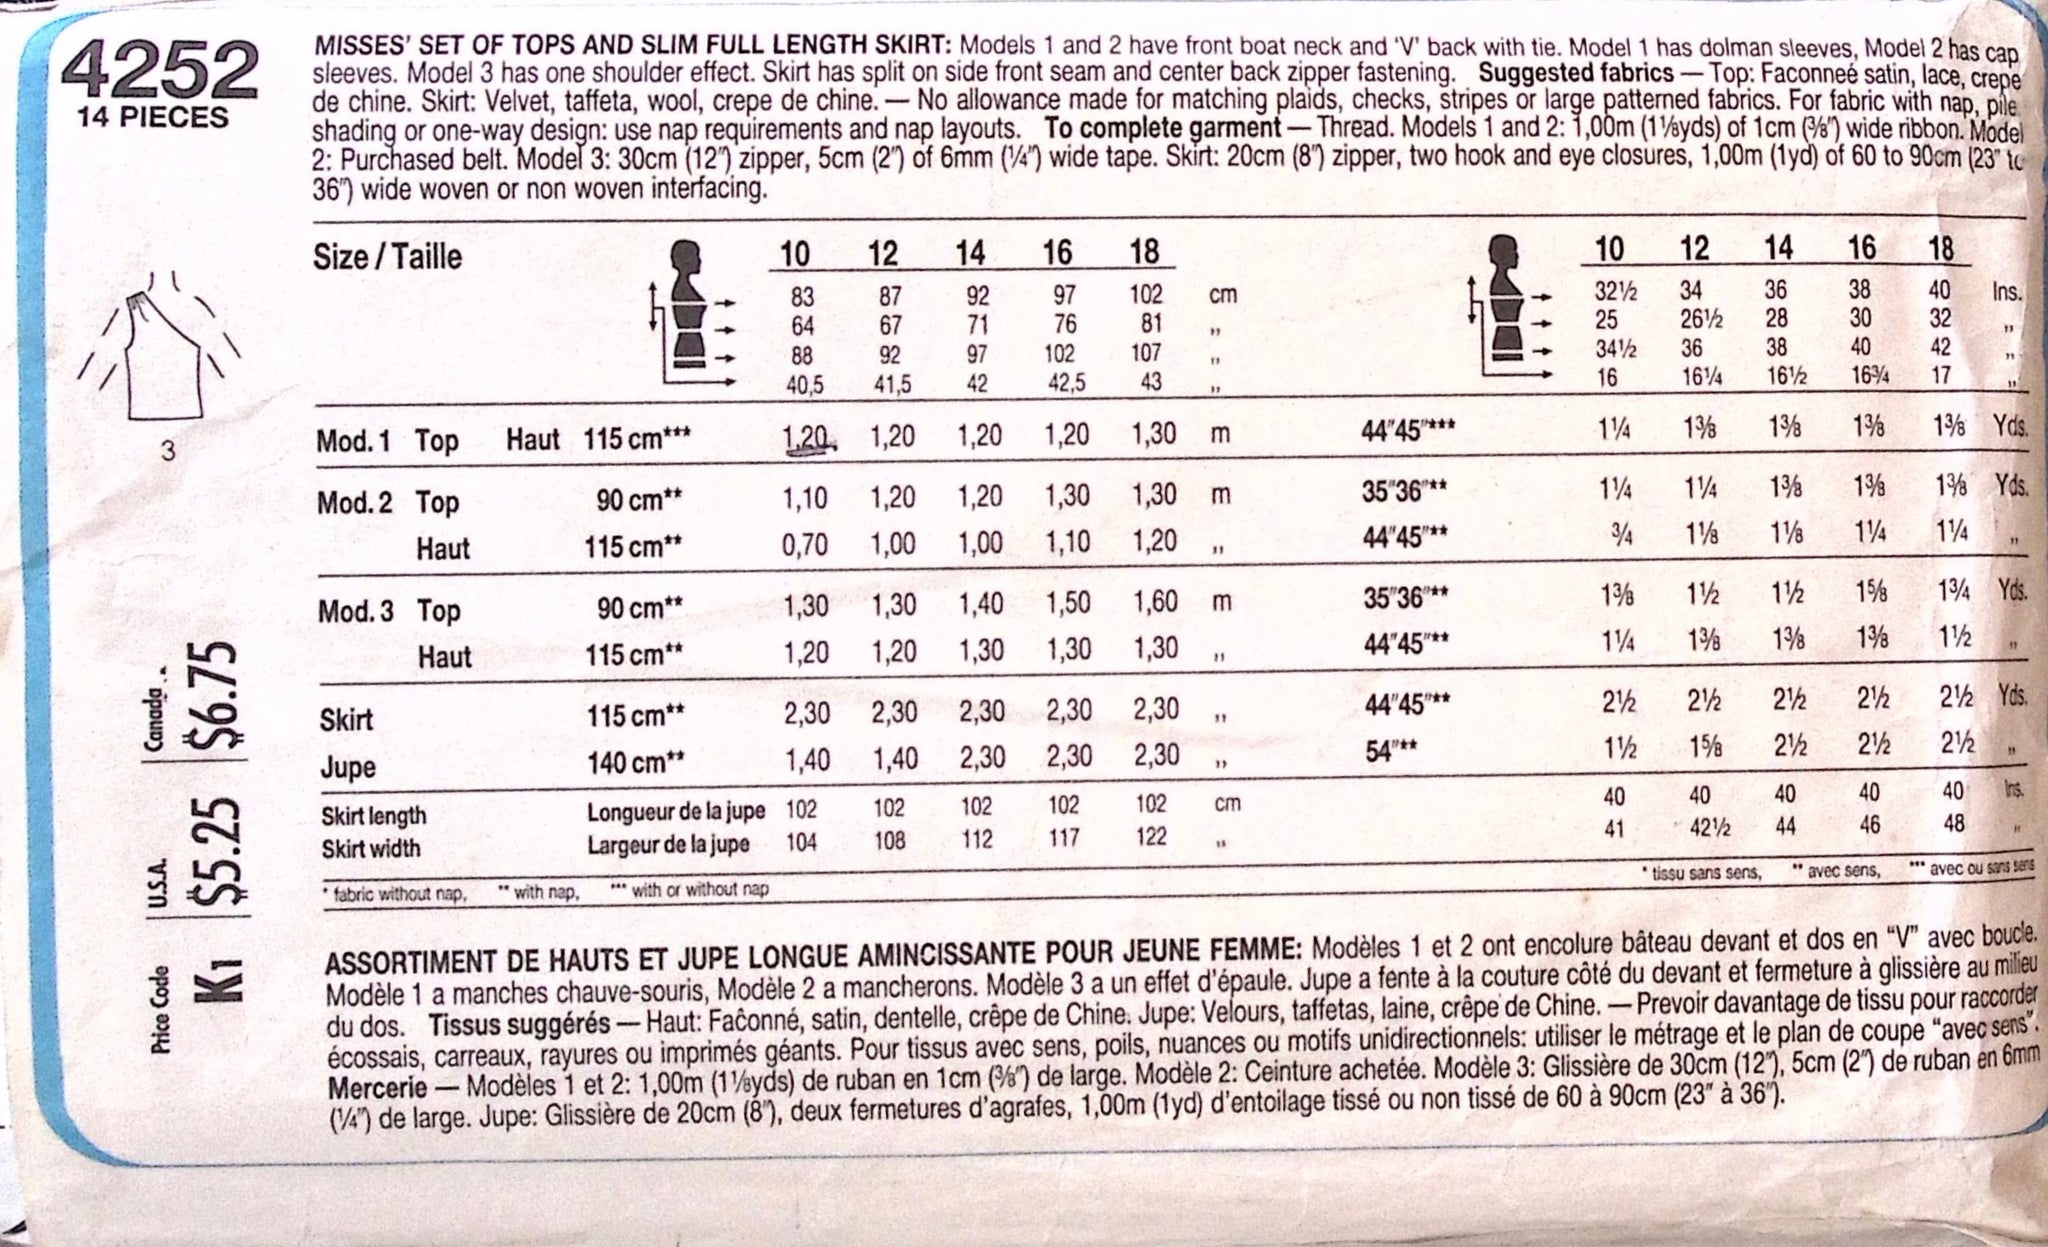 4252
14 PIECES
MISSES' SET OF TOPS AND SLIM FULL LENGTH SKIRT: Models 1 and 2 have front boat neck and 'V' back with tie. Model 1 has dolman sleeves, Model 2 has cap
sleeves. Model 3 has one shoulder effect. Skirt has split on side front seam and center back zipper fastening. Suggested fabrics — Top: Faconneé satin, lace, crepe
de chine. Skirt: Velvet, taffeta, wool, crepe de chine. — No allowance made for matching plaids, checks, stripes or large patterned fabrics. For fabric with nap, pile
shading or one-way design: use nap requirements and nap layouts. To complete garment — Thread. Models 1 and 2: 1,00m (1⅛yds) of 1cm (⅜") wide ribbon. Model
2: Purchased belt. Model 3: 30cm (12") zipper, 5cm (2") of 6mm (¼") wide tape. Skirt: 20cm (8") zipper, two hook and eye closures, 1,00m (1yd) of 60 to 90cm (23" to
36") wide woven or non woven interfacing.
Size / Taille 10 12 14 16 18 10 12 14 16 18
83 87 92 97 102 cm 32½ 34 36 38 40 Ins.
64 67 71 76 81 ,, 25 26½ 28 30 32 ,,
88 92 97 102 107 ,, 34½ 36 38 40 42 ,,
40,5 41,5 42 42,5 43 ,, 16 16¼ 16½ 16¾ 17 ,,
3
Mod. 1 Top Haut 115 cm*** 1,20 1,20 1,20 1,20 1,30 m 44"45"*** 1¼ 1⅜ 1⅜ 1⅜ 1⅜ Yds.
Mod. 2 Top 90 cm** 1,10 1,20 1,20 1,30 1,30 m 35"36"** 1¼ 1¼ 1⅜ 1⅜ 1⅜ Yds.
Haut 115 cm** 0,70 1,00 1,00 1,10 1,20 ,, 44"45"** ¾ 1⅛ 1⅛ 1¼ 1¼ ,,
Mod. 3 Top 90 cm** 1,30 1,30 1,40 1,50 1,60 m 35"36"** 1⅜ 1½ 1½ 1⅝ 1¾ Yds.
Haut 115 cm** 1,20 1,20 1,30 1,30 1,30 ,, 44"45"** 1¼ 1⅜ 1⅜ 1⅜ 1½ ,,
Skirt 115 cm** 2,30 2,30 2,30 2,30 2,30 ,, 44"45"** 2½ 2½ 2½ 2½ 2½ Yds.
Jupe 140 cm** 1,40 1,40 2,30 2,30 2,30 ,, 54"** 1½ 1⅝ 2½ 2½ 2½ ,,
Skirt length Longueur de la jupe 102 102 102 102 102 cm 40 40 40 40 40 Ins.
Skirt width Largeur de la jupe 104 108 112 117 122 ,, 41 42½ 44 46 48 ,,
* fabric without nap, ** with nap, *** with or without nap * tissu sans sens, ** avec sens, *** avec ou sans sens
Canada $6.75
U.S.A. $5.25
Price Code K1
ASSORTIMENT DE HAUTS ET JUPE LONGUE AMINCISSANTE POUR JEUNE FEMME: Modèles 1 et 2 ont encolure bâteau devant et dos en "V" avec boucle.
Modèle 1 a manches chauve-souris, Modèle 2 a mancherons. Modèle 3 a un effet d'épaule. Jupe a fente à la couture côté du devant et fermeture à glissière au milieu
du dos. Tissus suggérés — Haut: Faĉonné, satin, dentelle, crêpe de Chine. Jupe: Velours, taffetas, laine, crêpe de Chine. — Prevoir davantage de tissu pour raccorder
écossais, carreaux, rayures ou imprimés géants. Pour tissus avec sens, poils, nuances ou motifs unidirectionnels: utiliser le métrage et le plan de coupe "avec sens".
Mercerie — Modèles 1 et 2: 1,00m (1⅛yds) de ruban en 1cm (⅜") de large. Modèle 2: Ceinture achetée. Modèle 3: Glissière de 30cm (12"), 5cm (2") de ruban en 6mm
(¼") de large. Jupe: Glissière de 20cm (8"), deux fermetures d'agrafes, 1,00m (1yd) d'entoilage tissé ou non tissé de 60 à 90cm (23" à 36").